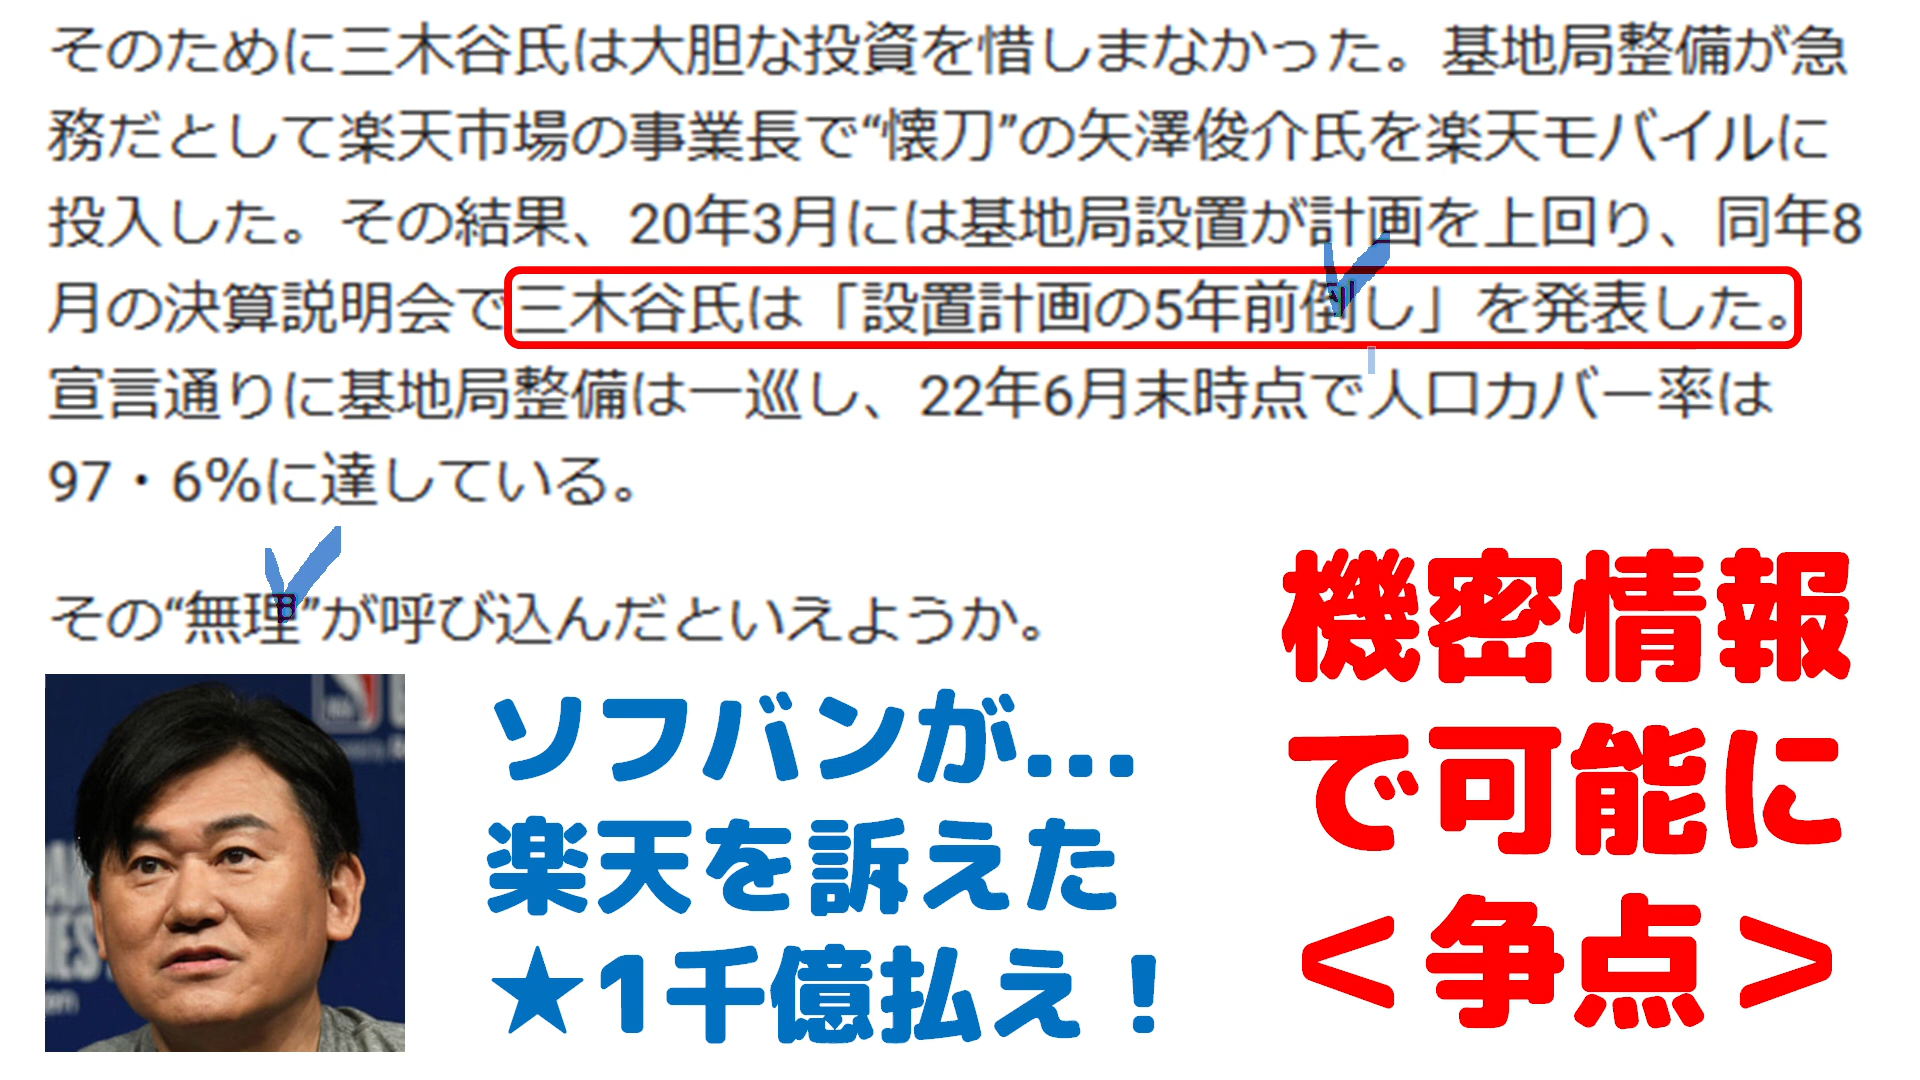 そのために三木谷氏は大胆な投資を惜しまなかった。基地局整備が急
務だとして楽天市場の事業長で“懐刀”の矢澤俊介氏を楽天モバイルに
投入した。その結果、20年3月には基地局設置が計画を上回り、同年8
月の決算説明会で三木谷氏は「設置計画の5年前倒し」を発表した。
宣言通りに基地局整備は一巡し、22年6月末時点で人口カバー率は
97・6%に達している。
その“無理”が呼び込んだといえようか。
ソフバンが...
楽天を訴えた
★1千億払え！
機密情報
で可能に
＜争点＞